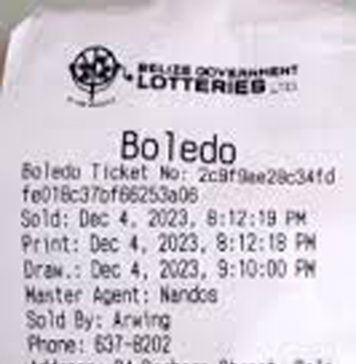 BELIZE GOVERNMENT
LOTTERIES LTD
Boledo
Boledo Ticket No: 2c9f9ae28c34fd
fe018c37bf66253a06
Sold: Dec 4, 2023, 8:12:19 PM
Print: Dec 4, 2023, 8:12:18 PM
Draw.: Dec 4, 2023, 9:10:00 PM
Master Agent: Nandos
Sold By: Arwing
Phone: 637-8202